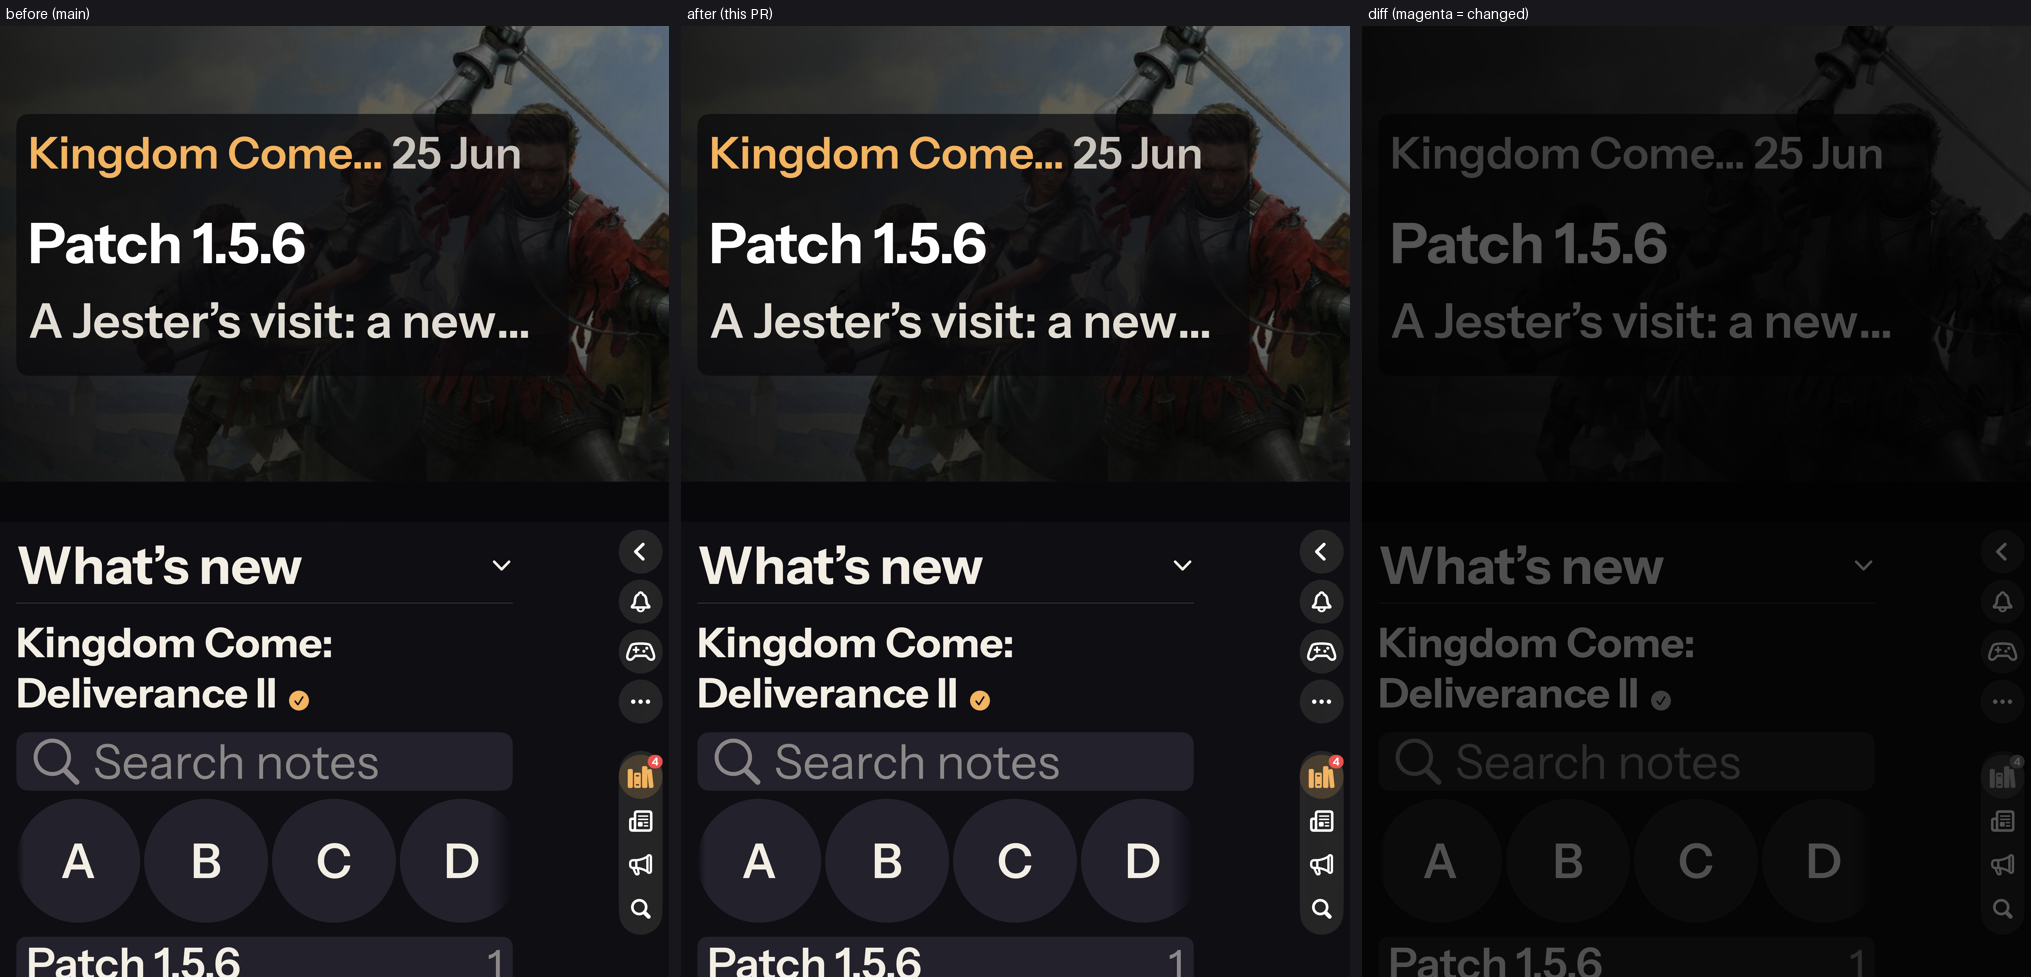 before (main)
Kingdom Come... 25 Jun
Patch 1.5.6
A Jester’s visit: a new...
What’s new
Kingdom Come:
Deliverance II
Search notes
4
A B C D
Patch 1.5.6 1
after (this PR)
Kingdom Come... 25 Jun
Patch 1.5.6
A Jester’s visit: a new...
What’s new
Kingdom Come:
Deliverance II
Search notes
4
A B C D
Patch 1.5.6 1
diff (magenta = changed)
Kingdom Come... 25 Jun
Patch 1.5.6
A Jester’s visit: a new...
What’s new
Kingdom Come:
Deliverance II
Search notes
4
A B C D
Patch 1.5.6 1